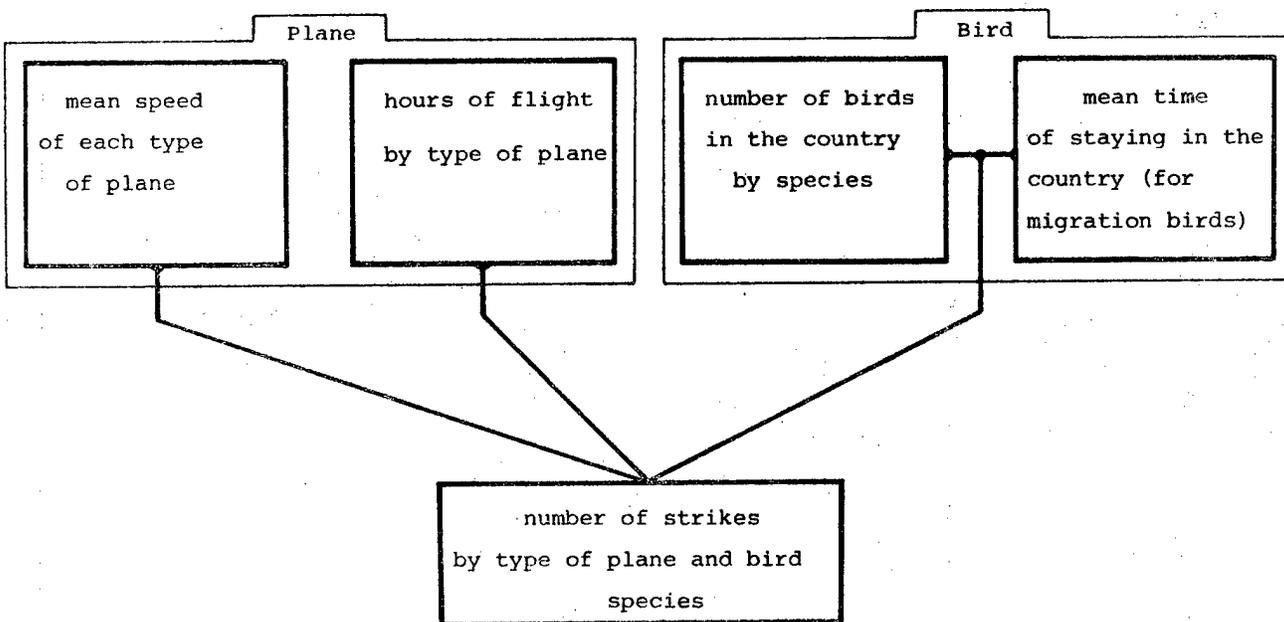 Plane
mean speed
of each type
of plane
hours of flight
by type of plane
Bird
number of birds
in the country
by species
mean time
of staying in the
country (for
migration birds)
number of strikes
by type of plane and bird
species